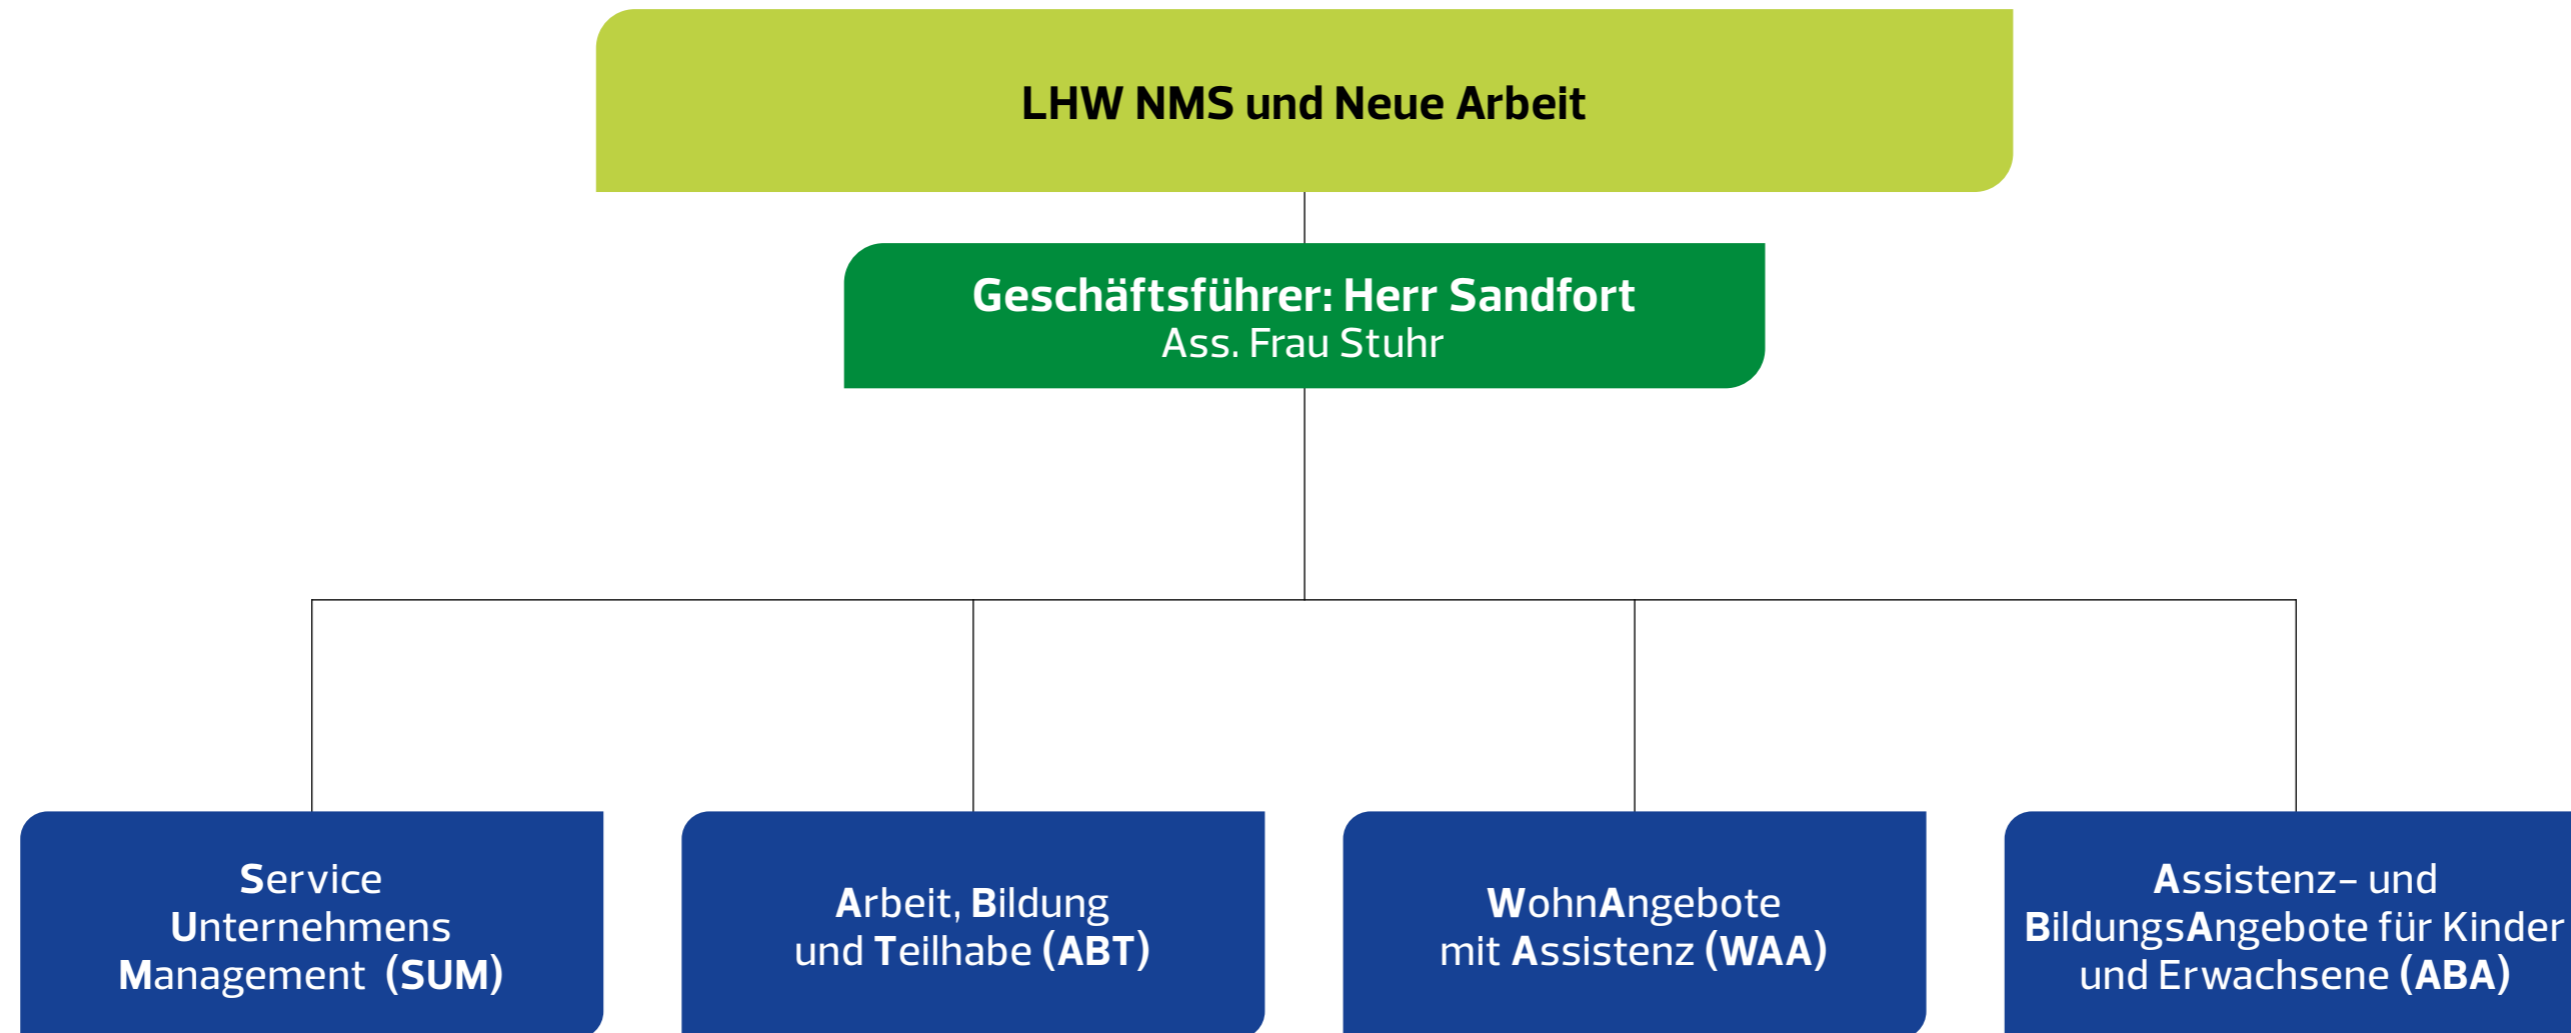 LHW NMS und Neue Arbeit
Geschäftsführer: Herr Sandfort
Ass. Frau Stuhr
Service
Unternehmens
Management (SUM)
Arbeit, Bildung
und Teilhabe (ABT)
WohnAngebote
mit Assistenz (WAA)
Assistenz- und
BildungsAngebote für Kinder
und Erwachsene (ABA)